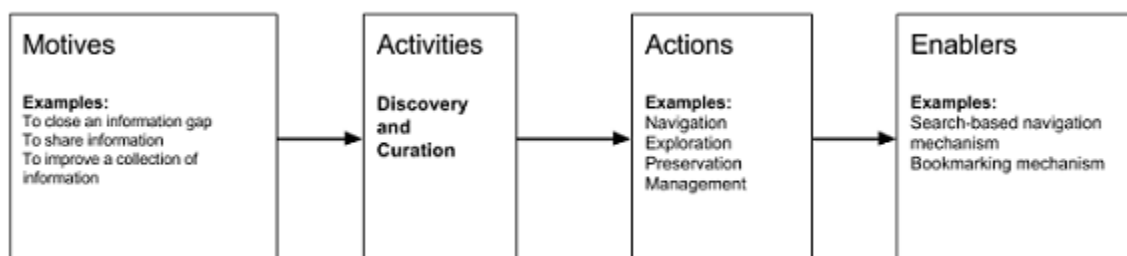 Motives
Examples:
To close an information gap
To share information
To improve a collection of
information
Activities
Discovery
and
Curation
Actions
Examples:
Navigation
Exploration
Preservation
Management
Enablers
Examples:
Search-based navigation
mechanism
Bookmarking mechanism